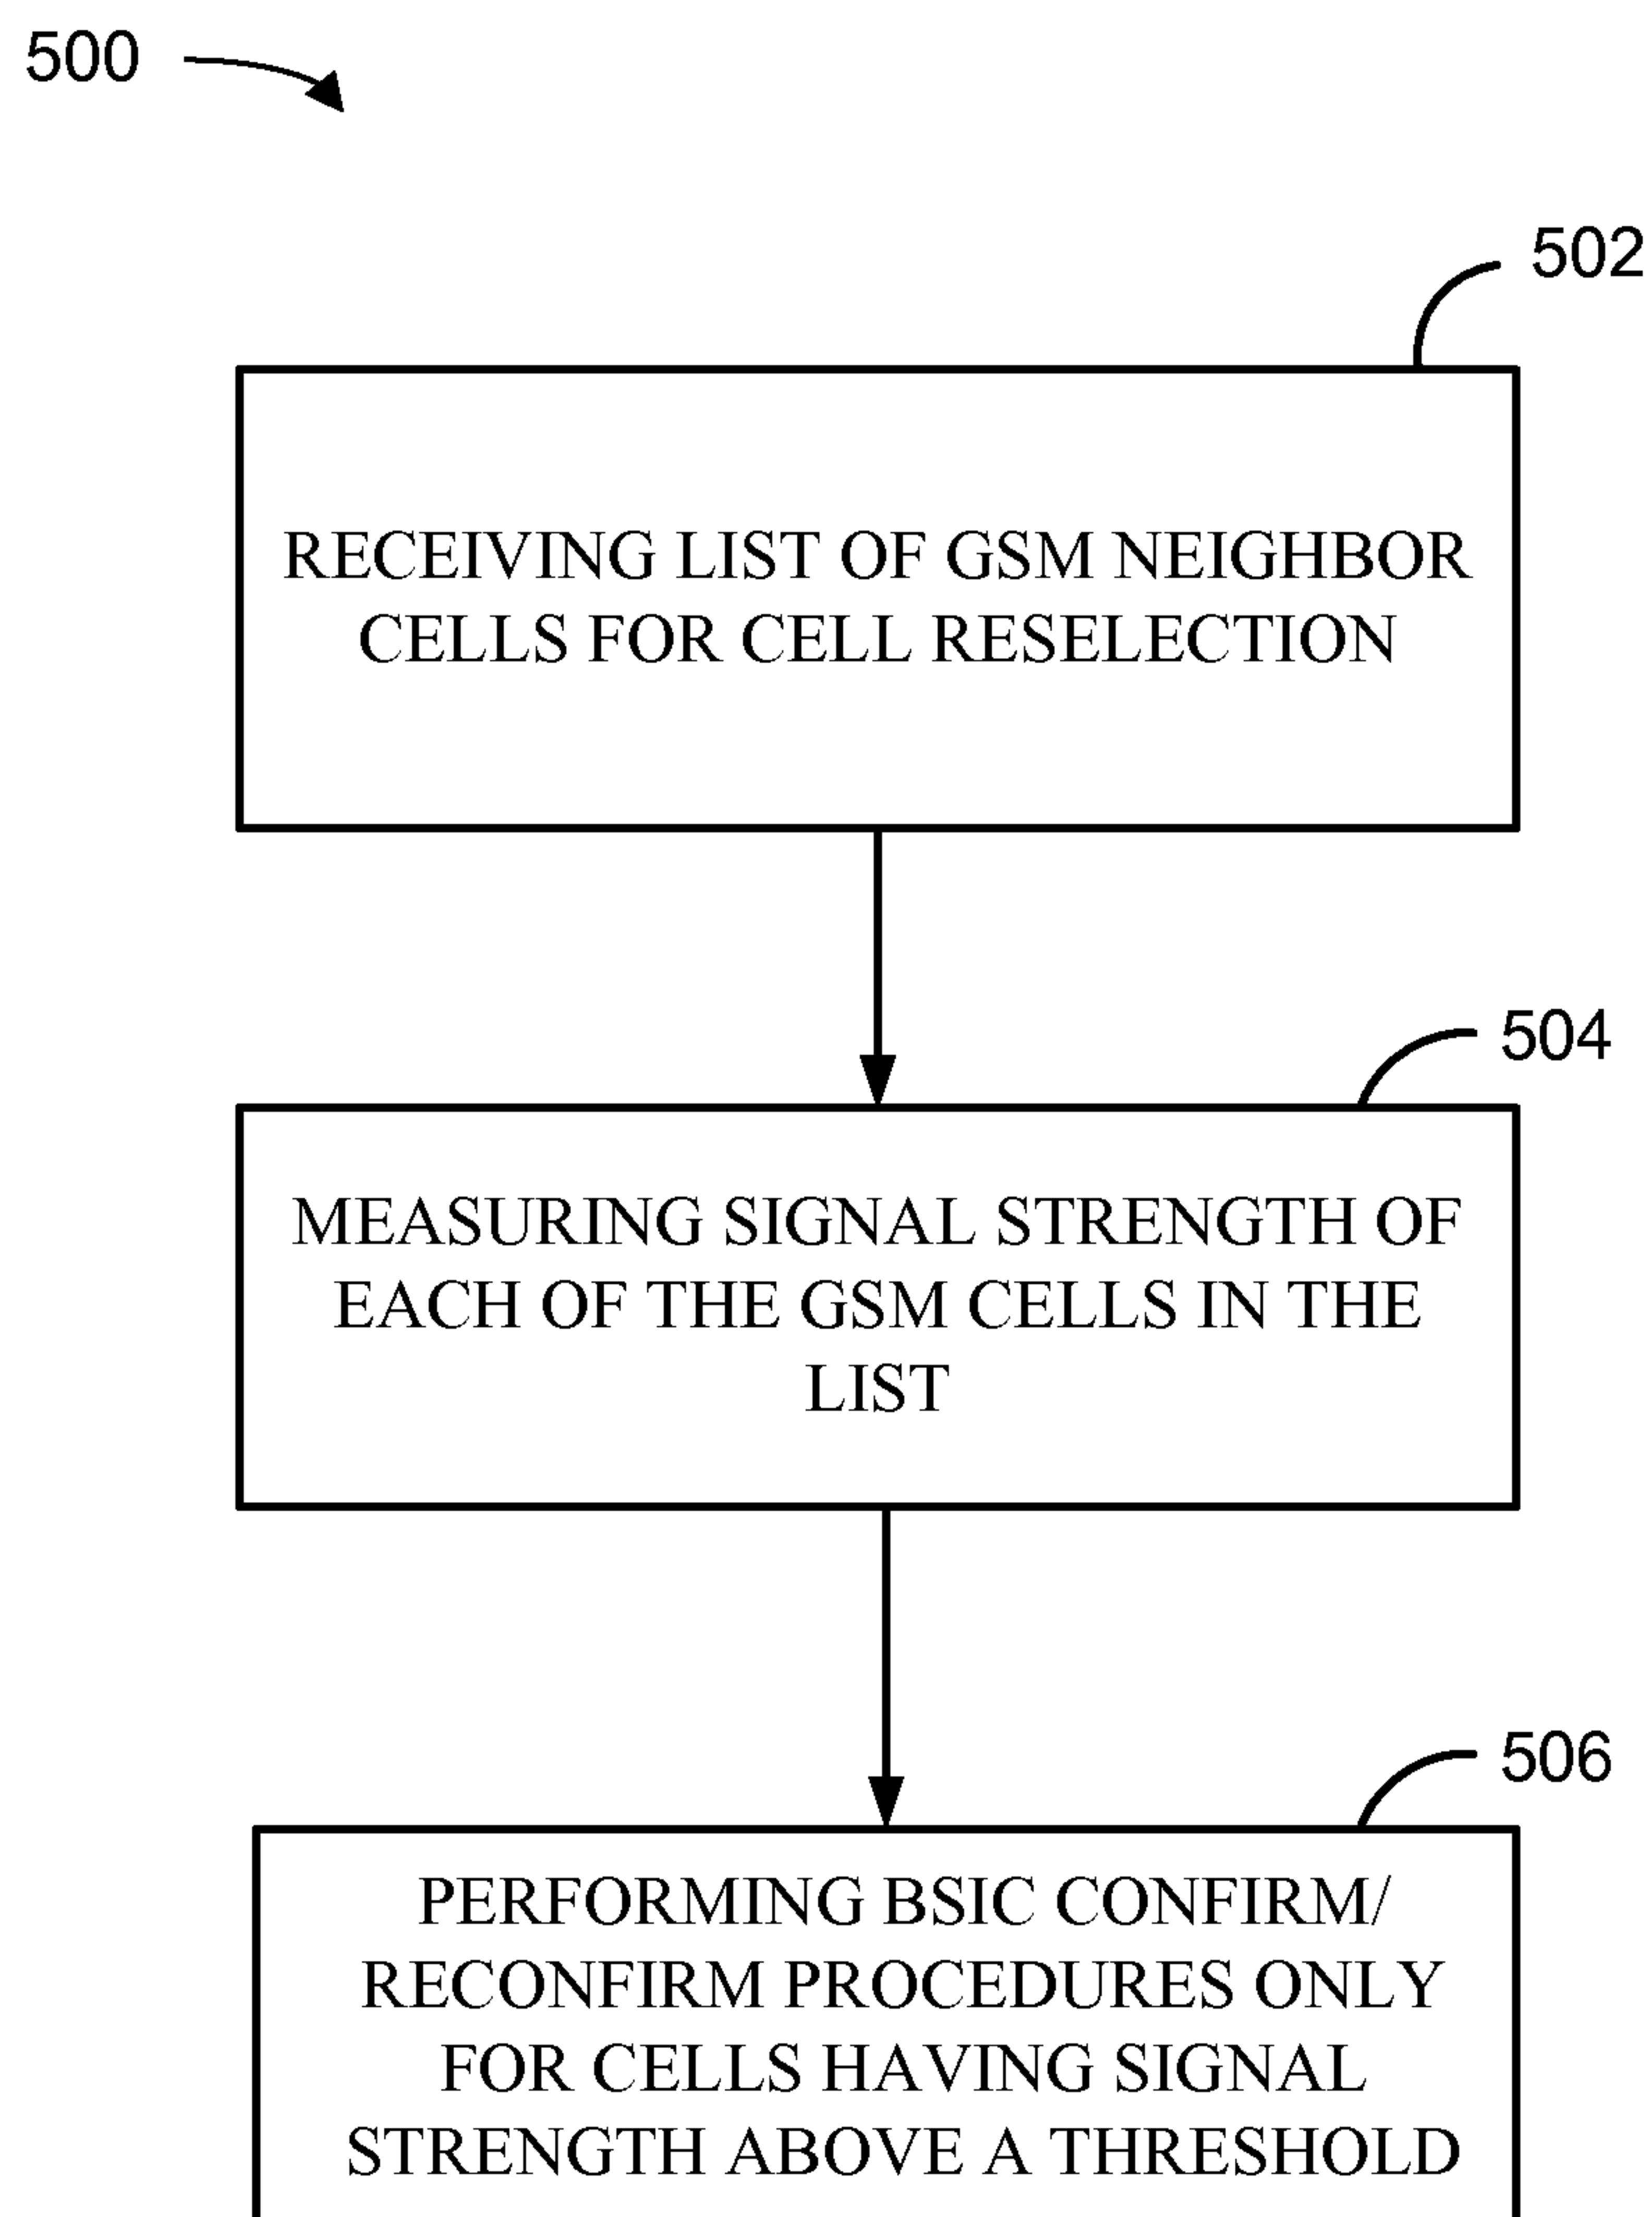 500
502
RECEIVING LIST OF GSM NEIGHBOR
CELLS FOR CELL RESELECTION
504
MEASURING SIGNAL STRENGTH OF
EACH OF THE GSM CELLS IN THE
LIST
506
PERFORMING BSIC CONFIRM/
RECONFIRM PROCEDURES ONLY
FOR CELLS HAVING SIGNAL
STRENGTH ABOVE A THRESHOLD